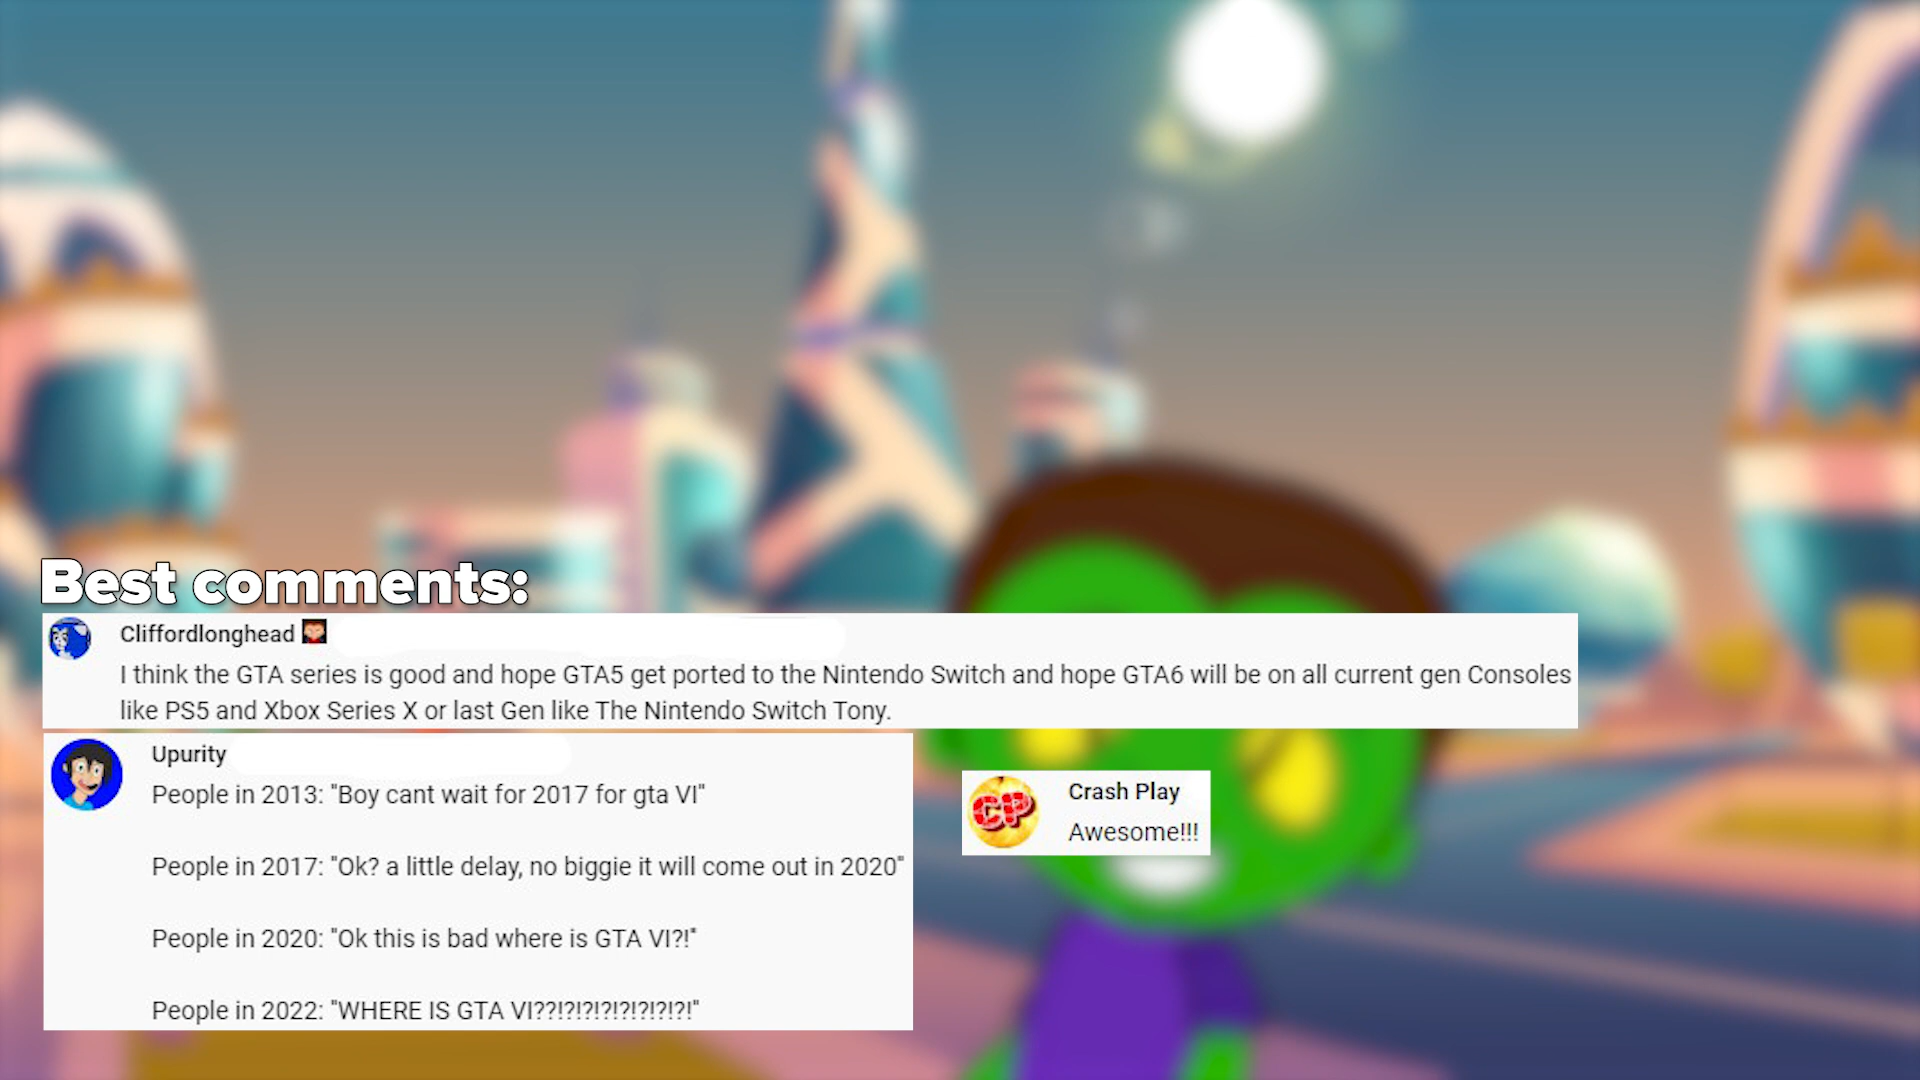 Best comments:
Cliffordlonghead
I think the GTA series is good and hope GTA5 get ported to the Nintendo Switch and hope GTA6 will be on all current gen Consoles
like PS5 and Xbox Series X or last Gen like The Nintendo Switch Tony.
Upurity
People in 2013: "Boy cant wait for 2017 for gta VI"
People in 2017: "Ok? a little delay, no biggie it will come out in 2020"
People in 2020: "Ok this is bad where is GTA VI?!"
People in 2022: "WHERE IS GTA VI??!?!?!?!?!?!?!?!?!"
CP
Crash Play
Awesome!!!